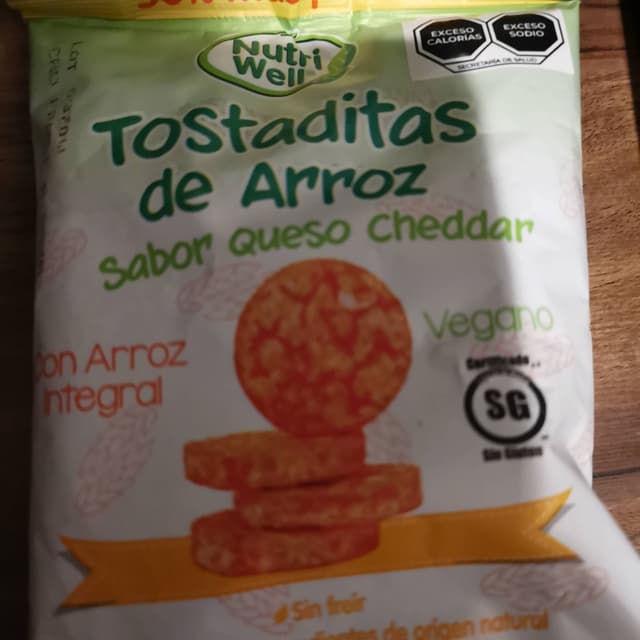 Nutri
Well
EXCESO
CALORÍAS
EXCESO
SODIO
SECRETARÍA DE SALUD
Tostaditas
de Arroz
Sabor Queso Cheddar
Vegano
Con Arroz
Integral
Certificado
SG
Sin Gluten
Sin freír
de origen natural